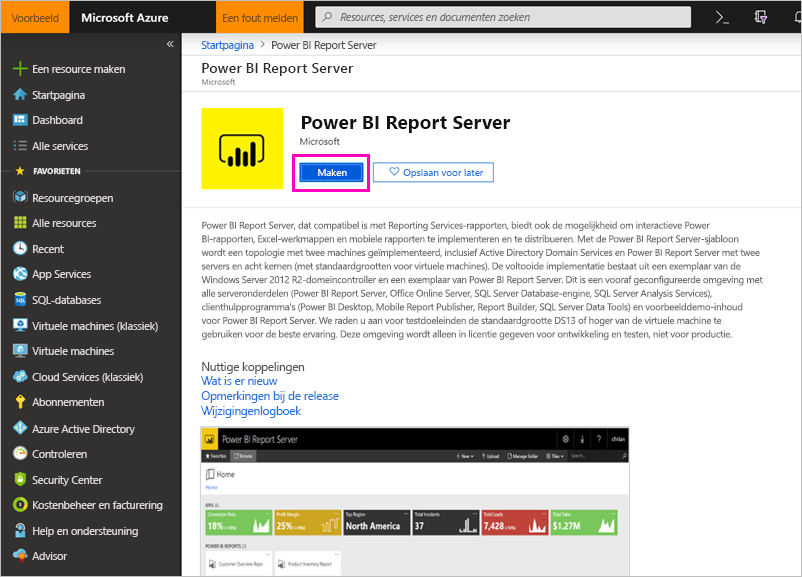 Voorbeeld
Microsoft Azure
Een fout melden
Resources, services en documenten zoeken
Een resource maken
Startpagina
Dashboard
Alle services
FAVORIETEN
Resourcegroepen
Alle resources
Recent
App Services
SQL-databases
Virtuele machines (klassiek)
Virtuele machines
Cloud Services (klassiek)
Abonnementen
Azure Active Directory
Controleren
Security Center
Kostenbeheer en facturering
Help en ondersteuning
Advisor
Startpagina > Power BI Report Server
Power BI Report Server
Microsoft
Power BI Report Server
Microsoft
Maken
Opslaan voor later
Power BI Report Server, dat compatibel is met Reporting Services-rapporten, biedt ook de mogelijkheid om interactieve Power
BI-rapporten, Excel-werkmappen en mobiele rapporten te implementeren en te distribueren. Met de Power BI Report Server-sjabloon
wordt een topologie met twee machines geïmplementeerd, inclusief Active Directory Domain Services en Power BI Report Server met twee
servers en acht kernen (met standaardgrootten voor virtuele machines). De voltooide implementatie bestaat uit een exemplaar van de
Windows Server 2012 R2-domeincontroller en een exemplaar van Power BI Report Server. Dit is een vooraf geconfigureerde omgeving met
alle serveronderdelen (Power BI Report Server, Office Online Server, SQL Server Database-engine, SQL Server Analysis Services),
clienthulpprogramma's (Power BI Desktop, Mobile Report Publisher, Report Builder, SQL Server Data Tools) en voorbeelddemo-inhoud
voor Power BI Report Server. We raden u aan voor testdoeleinden de standaardgrootte DS13 of hoger van de virtuele machine te
gebruiken voor de beste ervaring. Deze omgeving wordt alleen in licentie gegeven voor ontwikkeling en testen, niet voor productie.
Nuttige koppelingen
Wat is er nieuw
Opmerkingen bij de release
Wijzigingenlogboek
Power BI Report Server
Favorites
Browse
New
Upload
Manage folder
Tiles
Search...
Home
Home
KPIS (6)
Conversion Rate
18%
Profit Margin
25%
Top Region
North America
Total Incidents
37
Total Leads
7,428
Total Sales
$1.27M
POWER BI REPORTS
Customer Overview Repo
Product Inventory Report